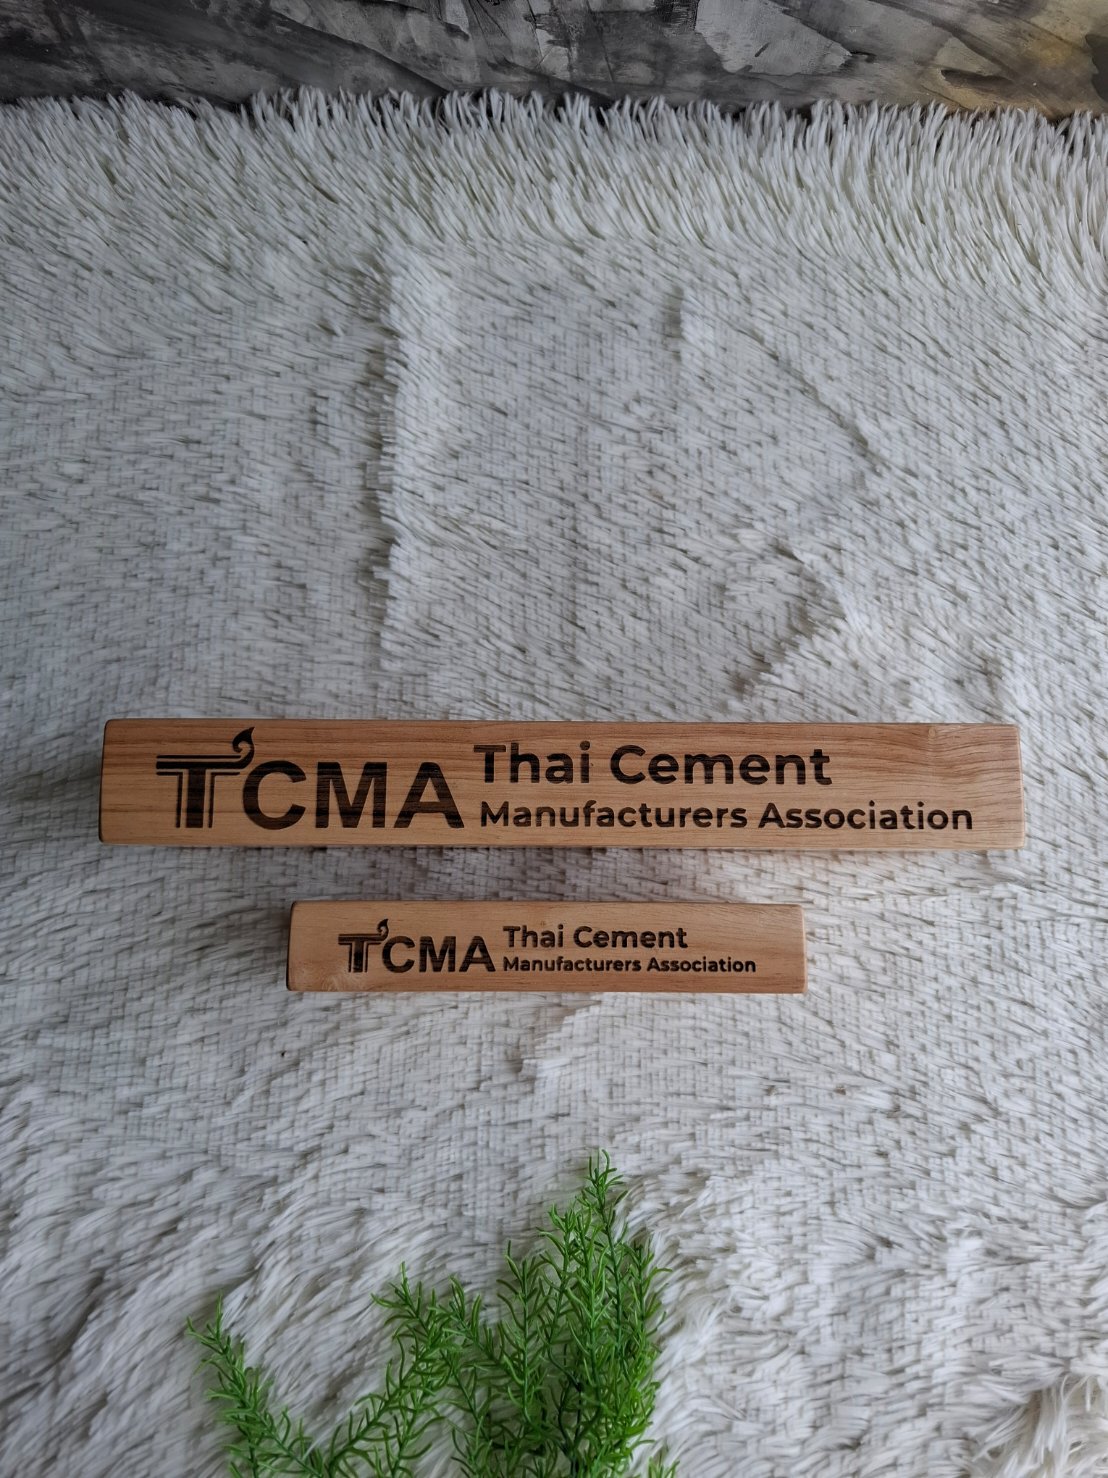 TCMA
Thai Cement
Manufacturers Association
TCMA
Thai Cement
Manufacturers Association